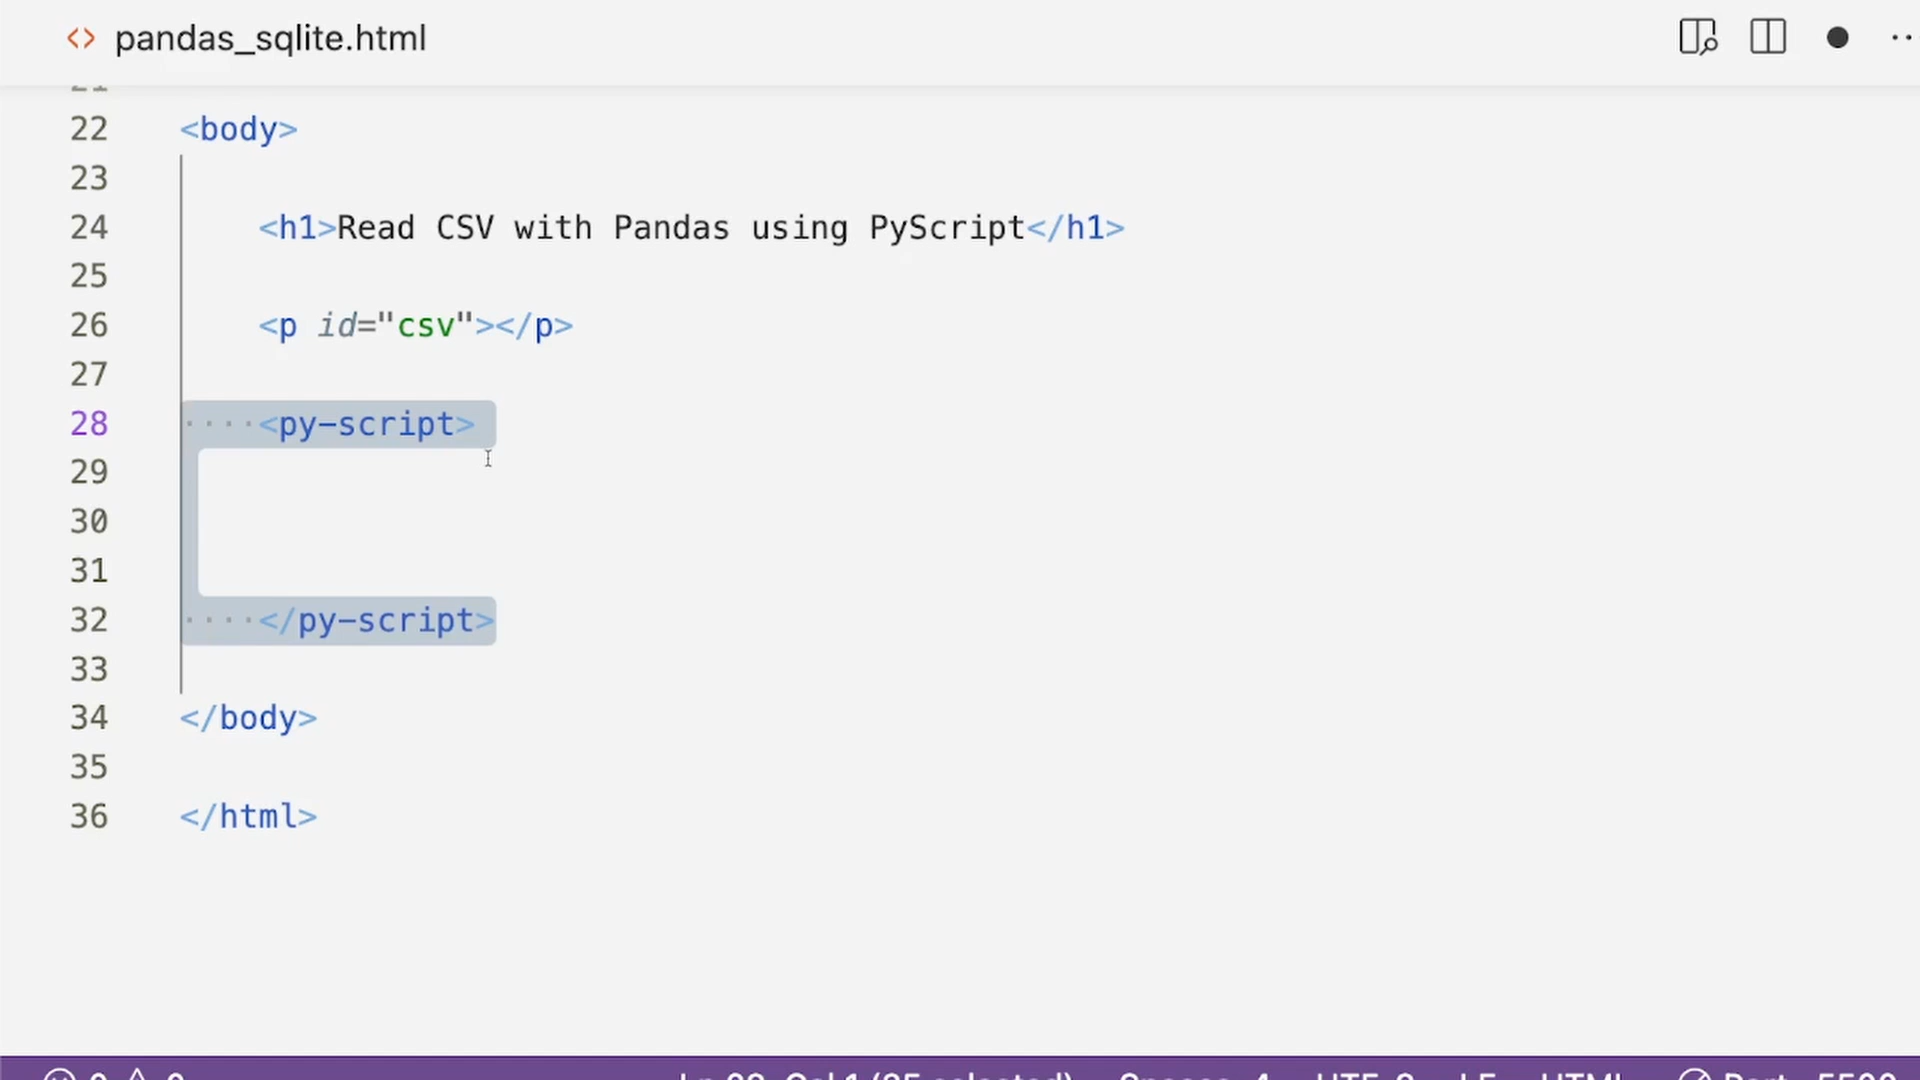 <> pandas_sqlite.html
22 <body>
23
24 <h1>Read CSV with Pandas using PyScript</h1>
25
26 <p id="csv"></p>
27
28 ····<py-script>
29
30
31
32 ····</py-script>
33
34 </body>
35
36 </html>